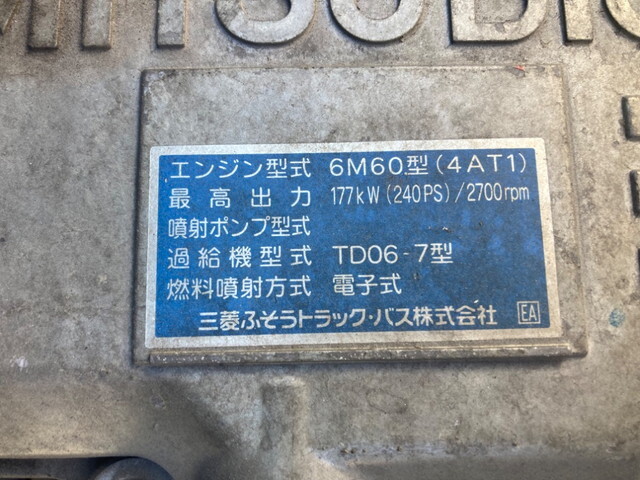 MITSUBIS
エンジン型式 6M60型(4AT1)
最高出力 177kW(240PS)/2700rpm
噴射ポンプ型式
過給機型式 TD06-7型
燃料噴射方式 電子式
三菱ふそうトラック・バス株式会社 EA